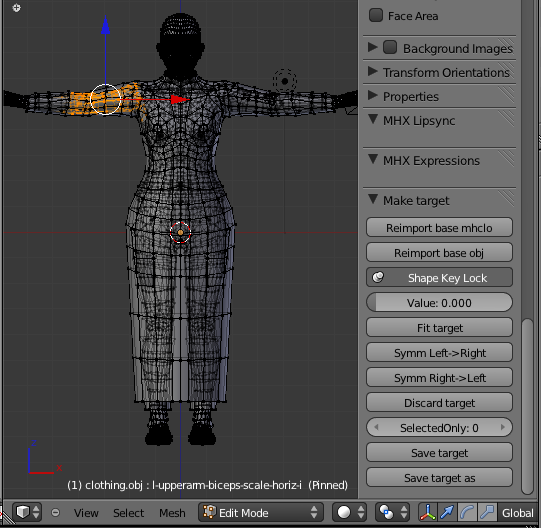 Face Area
Background Images
Transform Orientations
Properties
MHX Lipsync
MHX Expressions
Make target
Reimport base mhclo
Reimport base obj
Shape Key Lock
Value: 0.000
Fit target
Symm Left->Right
Symm Right->Left
Discard target
SelectedOnly: 0
Save target
Save target as
(1) clothing.obj : l-upperarm-biceps-scale-horiz-i (Pinned)
View Select Mesh Edit Mode Global